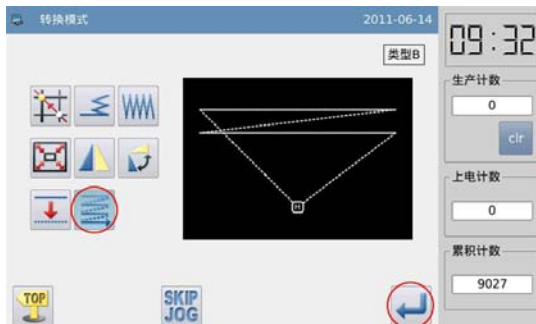 转换模式
2011-06-14
09:32
类型B
生产计数
0
clr
上电计数
0
累积计数
9027
H
TOP
SKIP
JOG